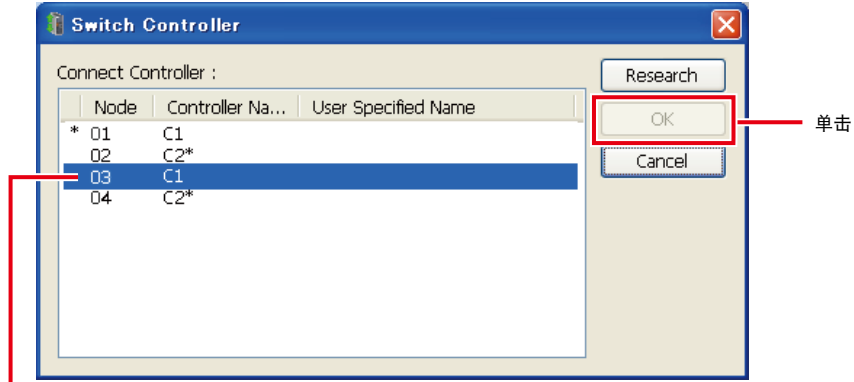 Switch Controller
Connect Controller :
Research
Node Controller Na... User Specified Name
OK
单击
* 01 C1
02 C2*
Cancel
03 C1
04 C2*